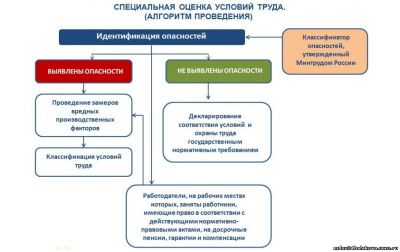 СПЕЦИАЛЬНАЯ ОЦЕНКА УСЛОВИЙ ТРУДА.
(АЛГОРИТМ ПРОВЕДЕНИЯ)
Идентификация опасностей
Классификатор
опасностей,
утвержденный
Минтрудом России
ВЫЯВЛЕНЫ ОПАСНОСТИ
НЕ ВЫЯВЛЕНЫ ОПАСНОСТИ
Проведение замеров
вредных
производственных
факторов
Декларирование
соответствия условий и
охраны труда
государственным
нормативным требованиям
Классификация условий
труда
Работодатели, на рабочих местах
которых, заняты работники,
имеющие право в соответствии с
действующими нормативно-
правовыми актами, на досрочные
пенсии, гарантии и компенсации